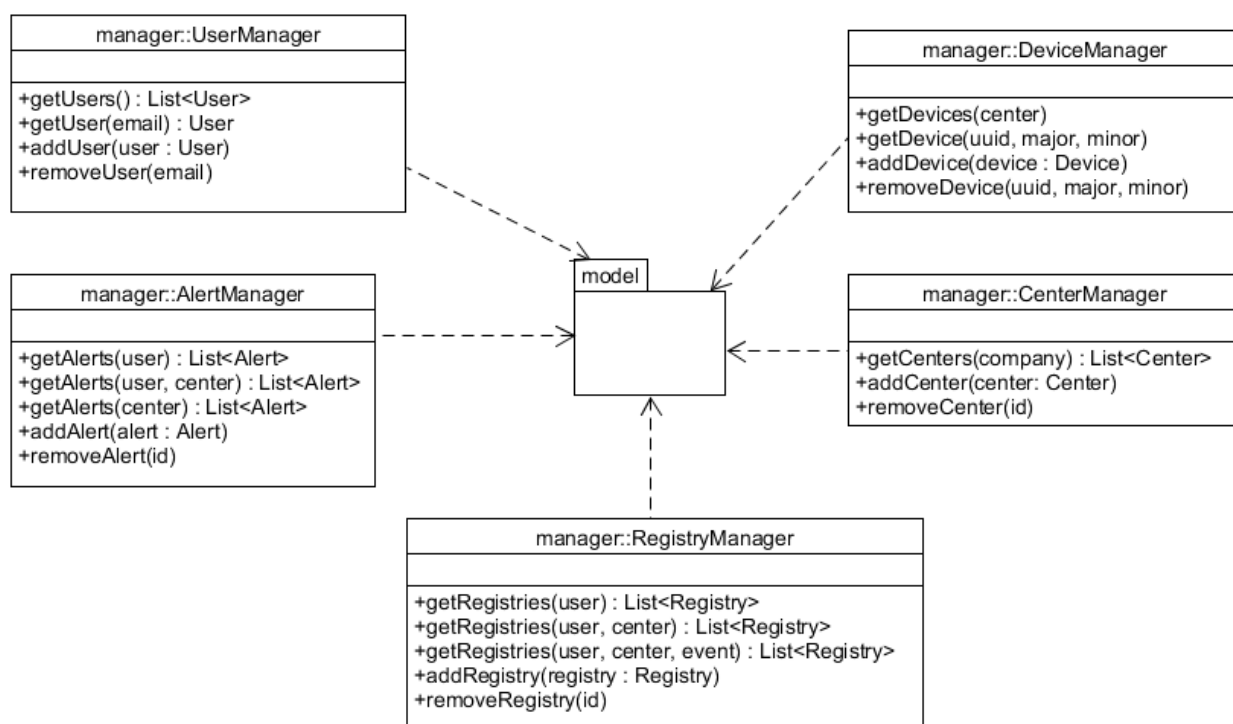 manager::UserManager
+getUsers() : List<User>
+getUser(email) : User
+addUser(user : User)
+removeUser(email)
manager::DeviceManager
+getDevices(center)
+getDevice(uuid, major, minor)
+addDevice(device : Device)
+removeDevice(uuid, major, minor)
model
manager::AlertManager
+getAlerts(user) : List<Alert>
+getAlerts(user, center) : List<Alert>
+getAlerts(center) : List<Alert>
+addAlert(alert : Alert)
+removeAlert(id)
manager::CenterManager
+getCenters(company) : List<Center>
+addCenter(center: Center)
+removeCenter(id)
manager::RegistryManager
+getRegistries(user) : List<Registry>
+getRegistries(user, center) : List<Registry>
+getRegistries(user, center, event) : List<Registry>
+addRegistry(registry : Registry)
+removeRegistry(id)